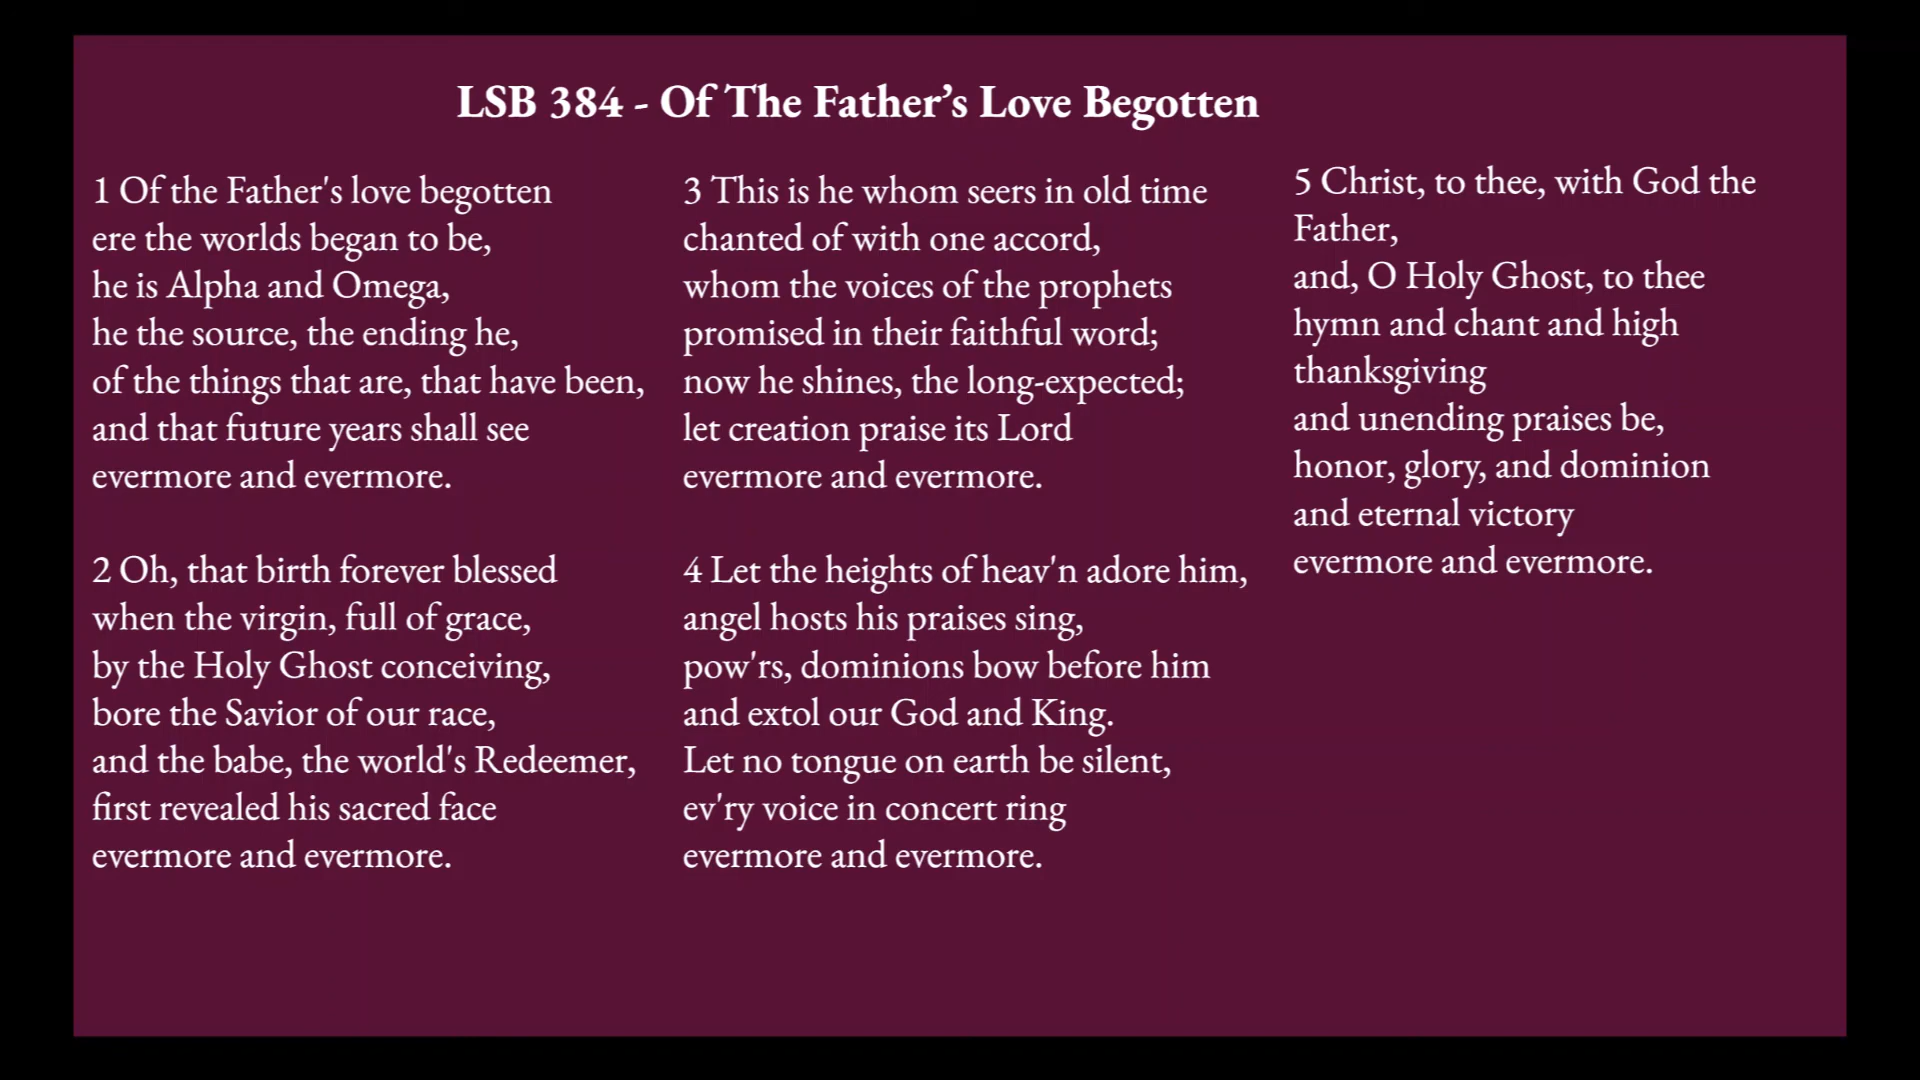 LSB 384 - Of The Father’s Love Begotten
1 Of the Father's love begotten
ere the worlds began to be,
he is Alpha and Omega,
he the source, the ending he,
of the things that are, that have been,
and that future years shall see
evermore and evermore.
2 Oh, that birth forever blessed
when the virgin, full of grace,
by the Holy Ghost conceiving,
bore the Savior of our race,
and the babe, the world's Redeemer,
first revealed his sacred face
evermore and evermore.
3 This is he whom seers in old time
chanted of with one accord,
whom the voices of the prophets
promised in their faithful word;
now he shines, the long-expected;
let creation praise its Lord
evermore and evermore.
4 Let the heights of heav'n adore him,
angel hosts his praises sing,
pow'rs, dominions bow before him
and extol our God and King.
Let no tongue on earth be silent,
ev'ry voice in concert ring
evermore and evermore.
5 Christ, to thee, with God the
Father,
and, O Holy Ghost, to thee
hymn and chant and high
thanksgiving
and unending praises be,
honor, glory, and dominion
and eternal victory
evermore and evermore.